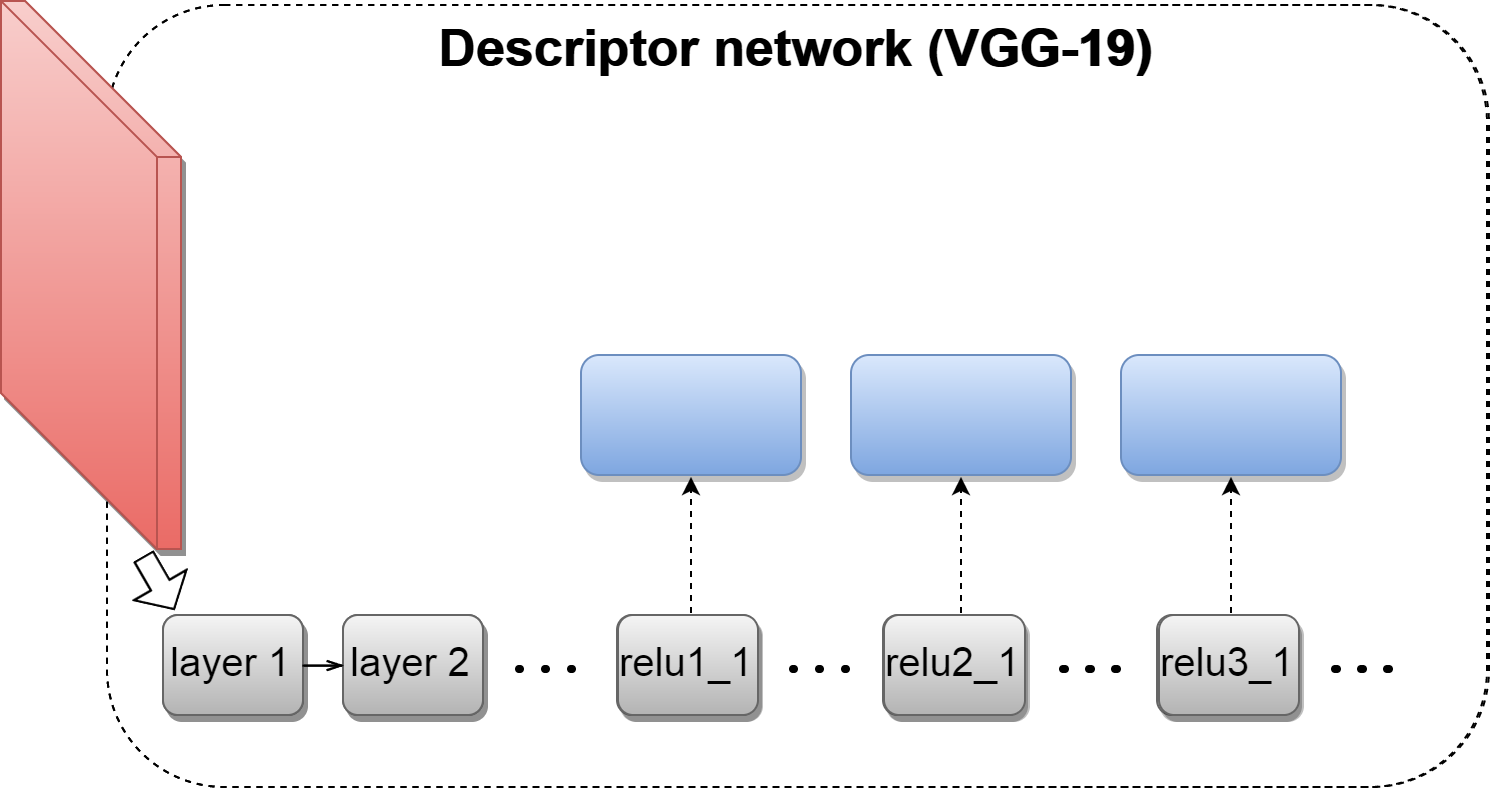 Descriptor network (VGG-19)
layer 1
layer 2
...
relu1_1
...
relu2_1
...
relu3_1
...